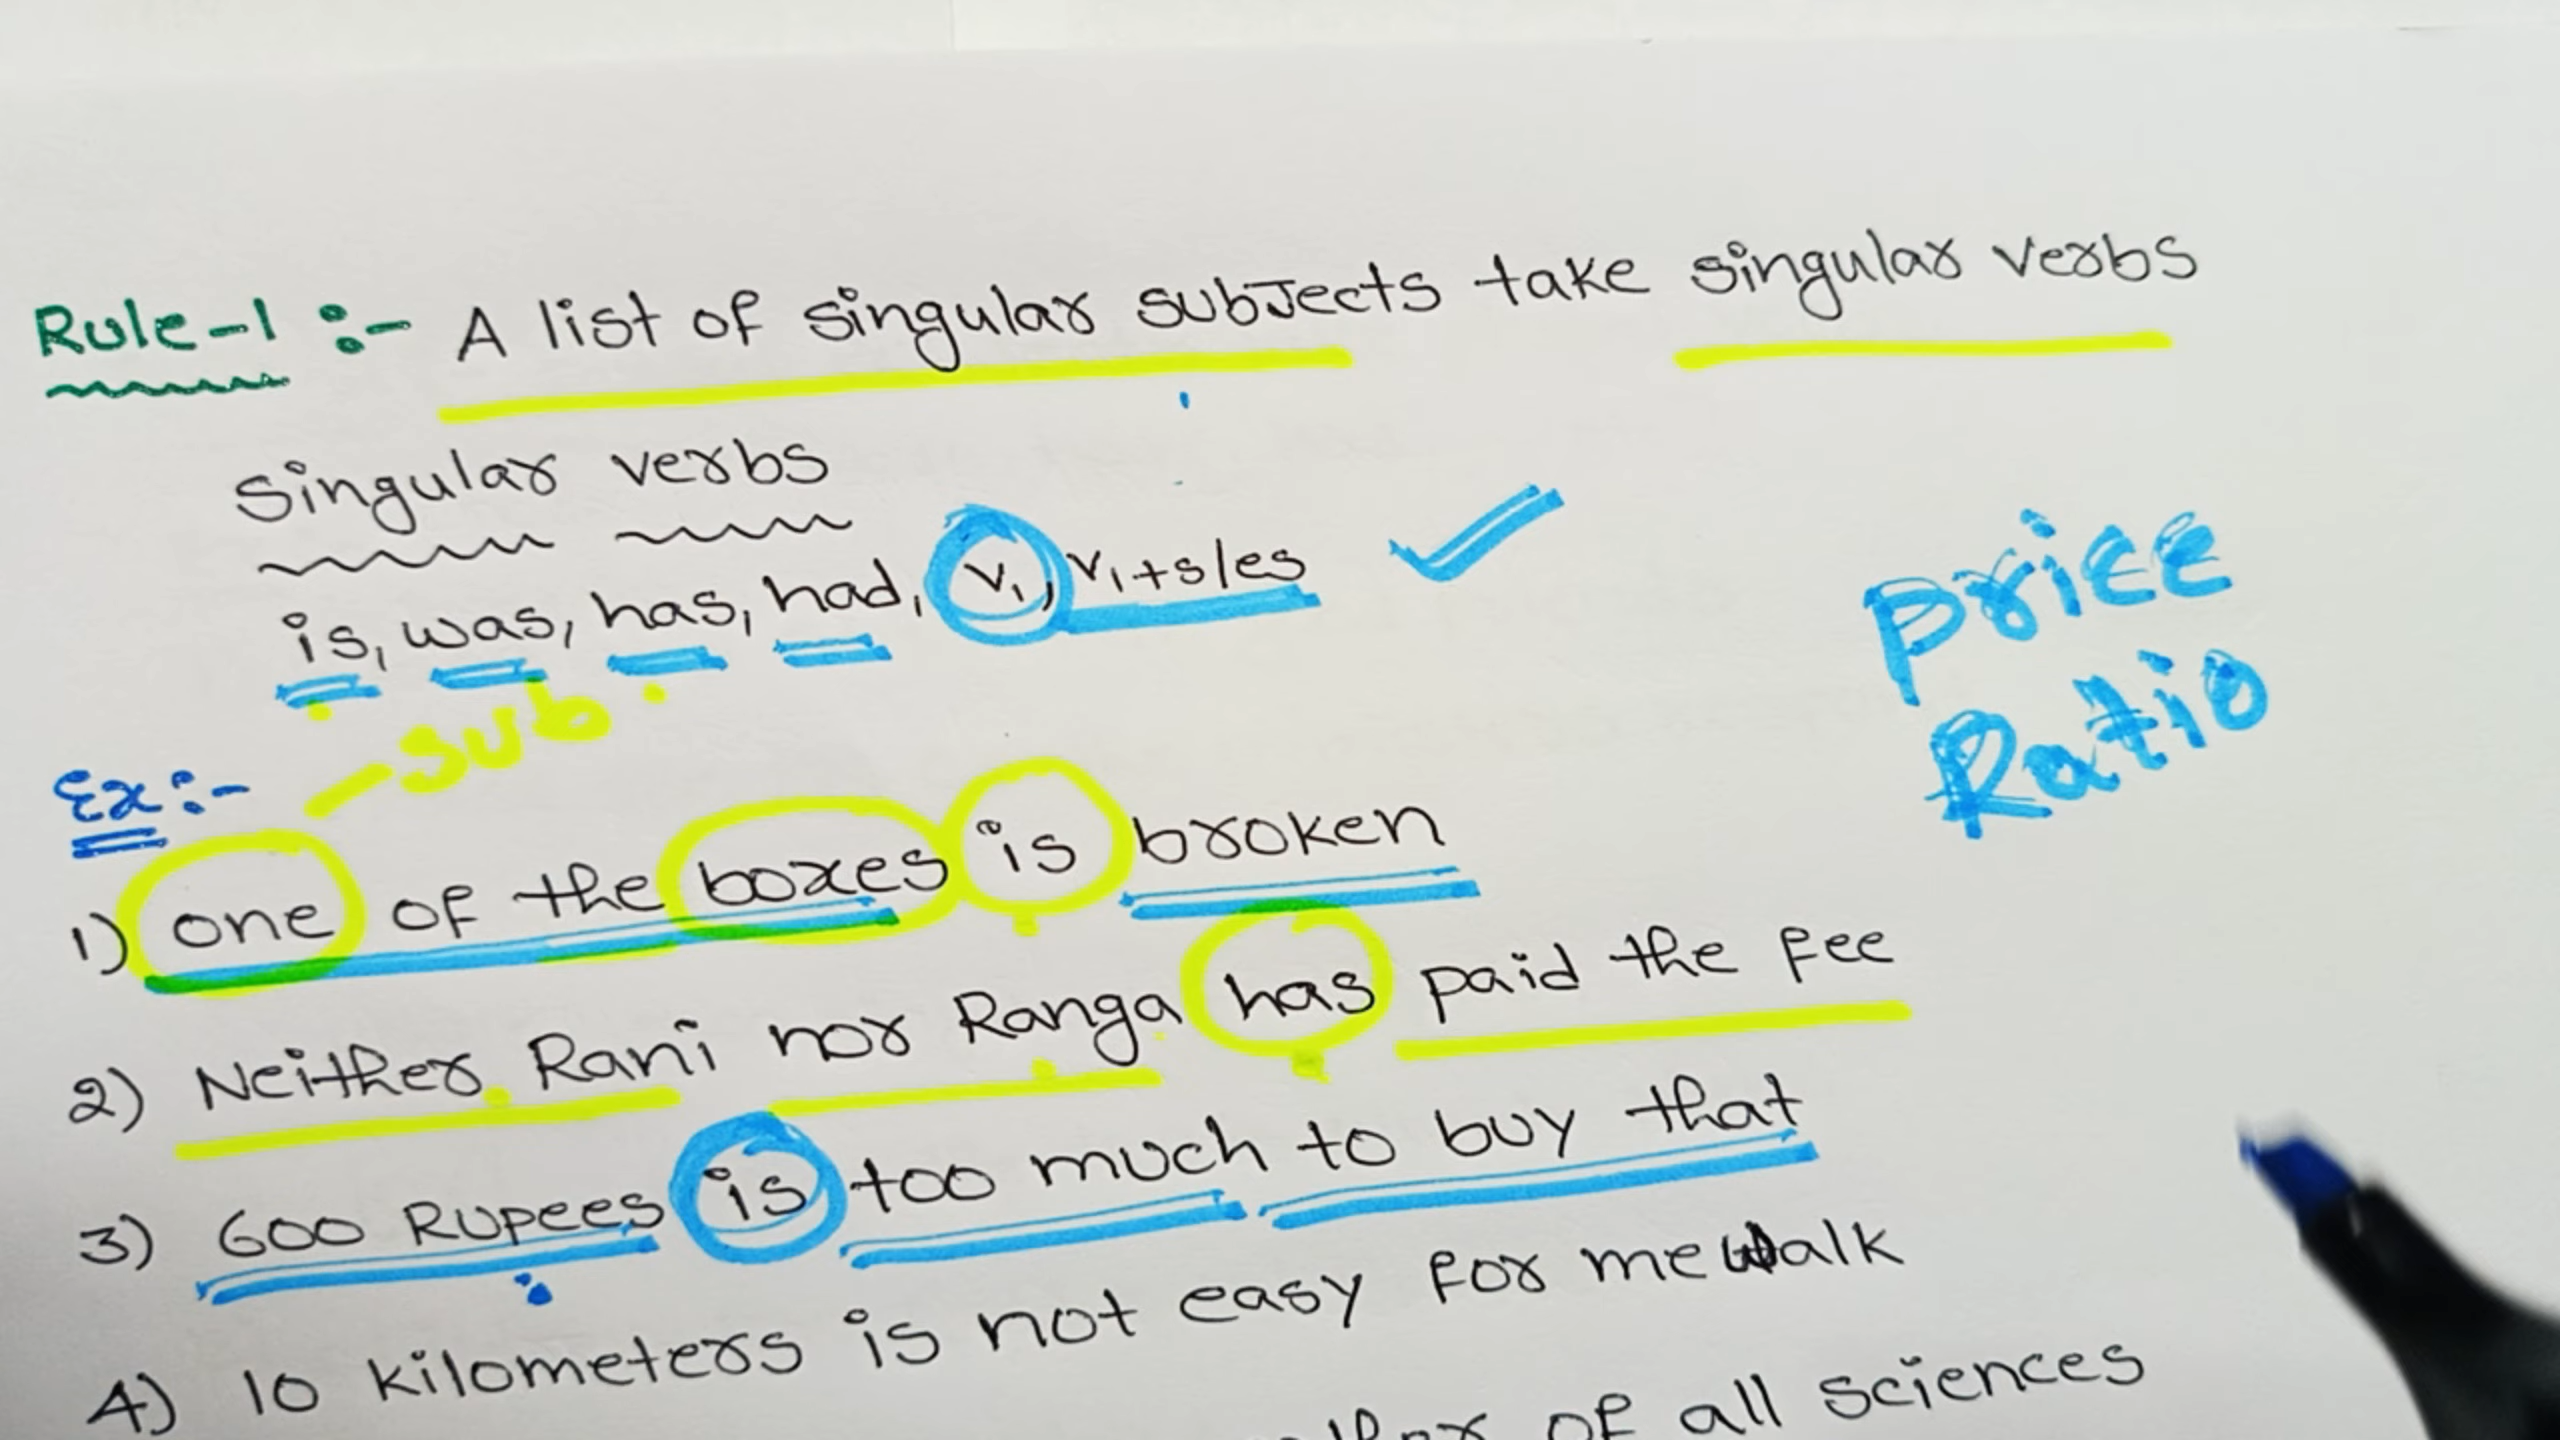 Rule-1 :- A list of singular subjects take singular verbs
Singular verbs
is, was, has, had, V1, V1+s/es
price
Ratio
sub
Ex:-
1) one of the boxes is broken
2) Neither Rani nor Ranga has paid the fee
3) 600 Rupees is too much to buy that
4) 10 kilometers is not easy for me walk
of all sciences